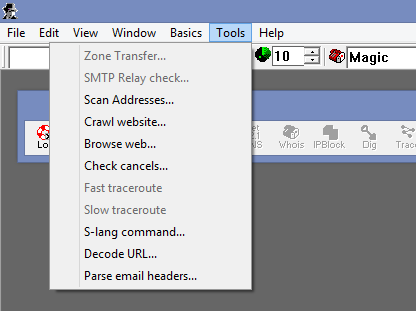 File Edit View Window Basics Tools Help
10 Magic
Zone Transfer...
SMTP Relay check...
Scan Addresses...
Crawl website...
Browse web...
Check cancels...
Fast traceroute
Slow traceroute
S-lang command...
Decode URL...
Parse email headers...
Lo
Whois IPBlock Dig Trac